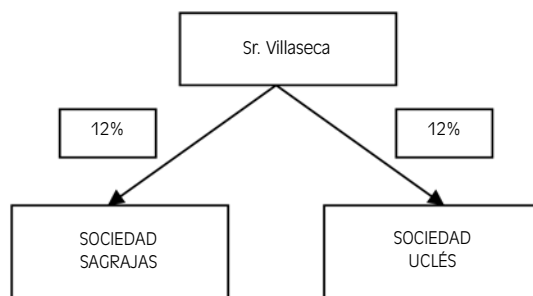 Sr. Villaseca
12%
12%
SOCIEDAD
SAGRAJAS
SOCIEDAD
UCLÉS